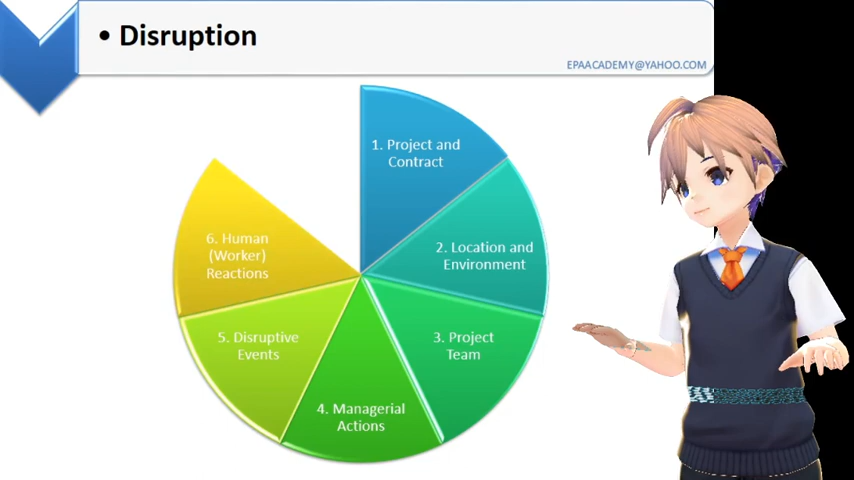 • Disruption
EPAACADEMY@YAHOO.COM
1. Project and
Contract
2. Location and
Environment
3. Project
Team
4. Managerial
Actions
5. Disruptive
Events
6. Human
(Worker)
Reactions